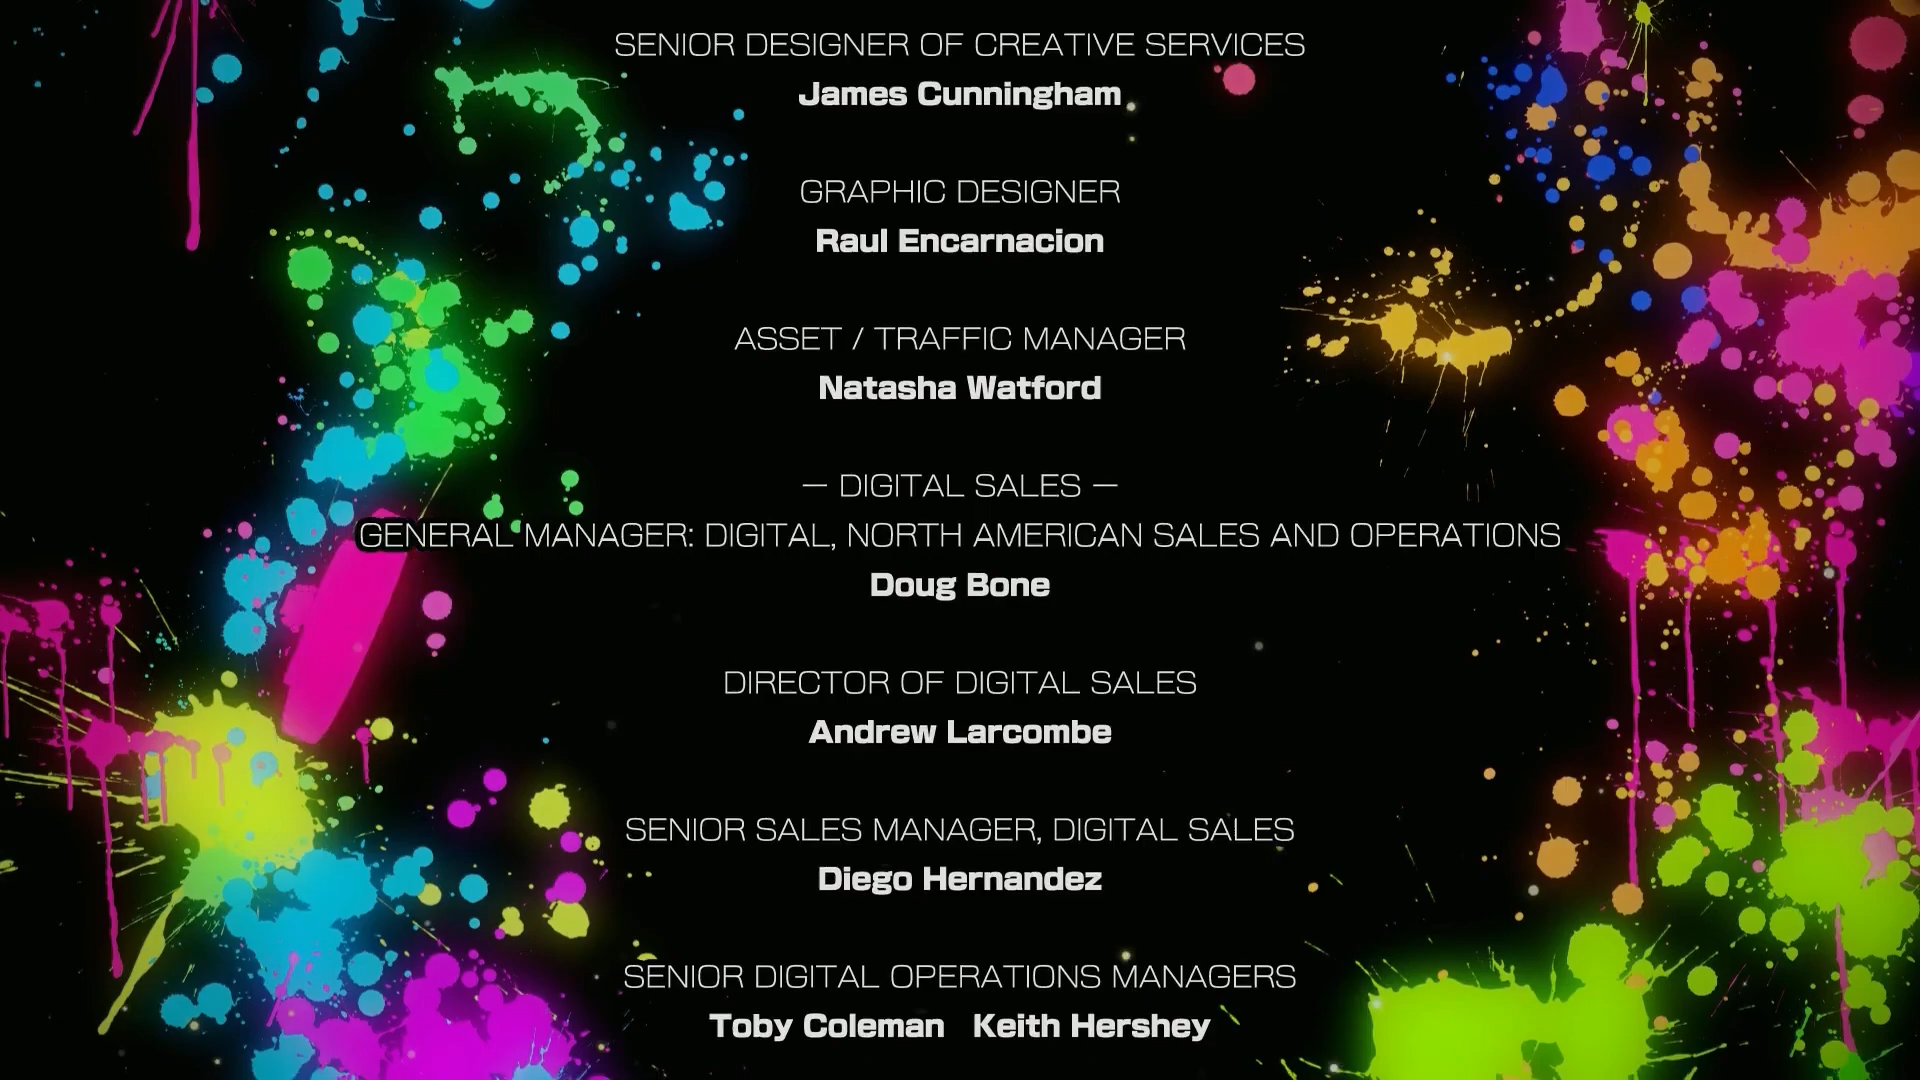 SENIOR DESIGNER OF CREATIVE SERVICES
James Cunningham
GRAPHIC DESIGNER
Raul Encarnacion
ASSET / TRAFFIC MANAGER
Natasha Watford
— DIGITAL SALES —
GENERAL MANAGER: DIGITAL, NORTH AMERICAN SALES AND OPERATIONS
Doug Bone
DIRECTOR OF DIGITAL SALES
Andrew Larcombe
SENIOR SALES MANAGER, DIGITAL SALES
Diego Hernandez
SENIOR DIGITAL OPERATIONS MANAGERS
Toby Coleman Keith Hershey